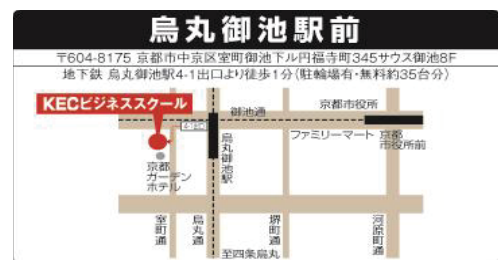 烏丸御池駅前
〒604-8175 京都市中京区室町御池下ル円福寺町345サウス御池8F
地下鉄 烏丸御池駅4-1出口より徒歩1分(駐輪場有・無料約35台分)
KECビジネススクール
御池通
京都市役所
ファミリーマート
京都
市役所前
烏丸御池駅
京都
ガーデン
ホテル
室町通
烏丸通
堺町通
河原町通
至四条烏丸